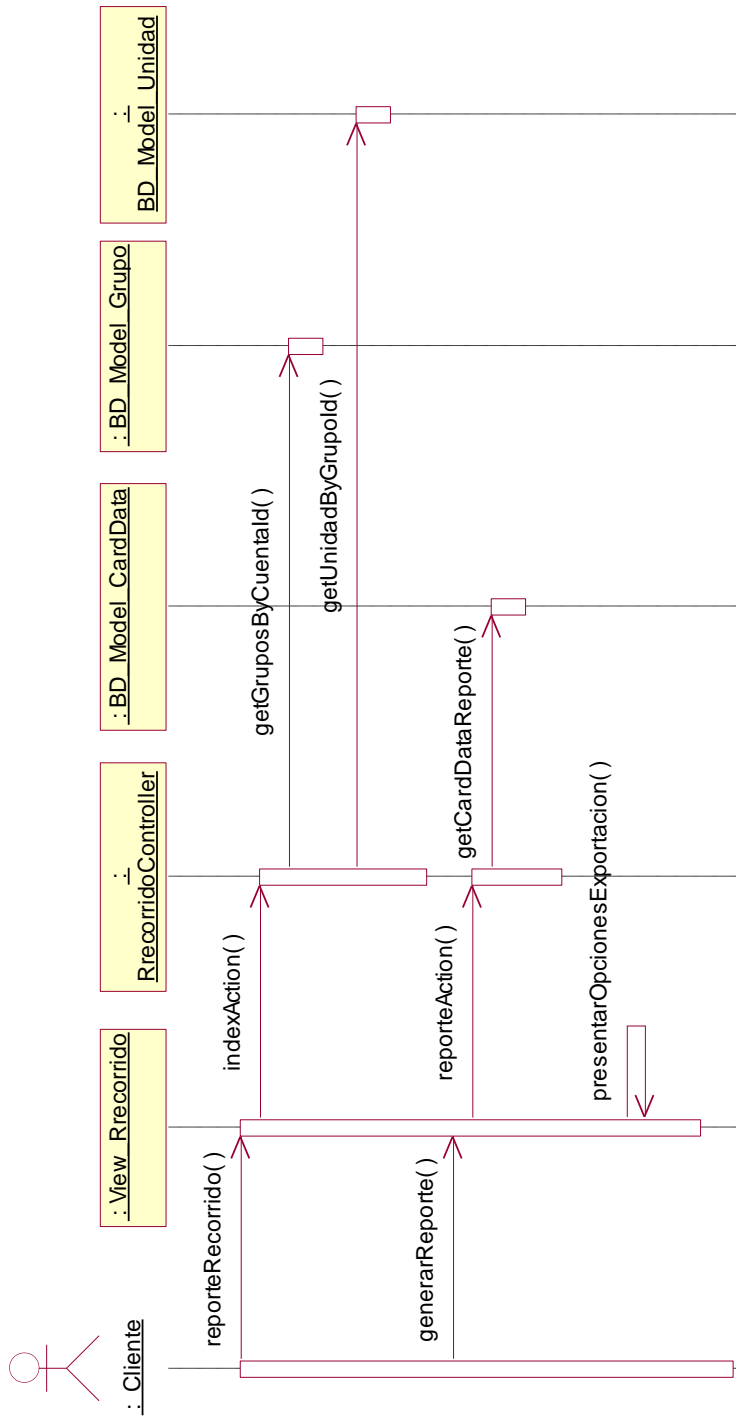 : Cliente
: View_Rrecorrido
:
RrecorridoController
: BD_Model_CardData
: BD_Model_Grupo
:
BD_Model_Unidad
reporteRecorrido( )
indexAction( )
getGruposByCuentaId( )
getUnidadByGrupoId( )
generarReporte( )
reporteAction( )
getCardDataReporte( )
presentarOpcionesExportacion( )